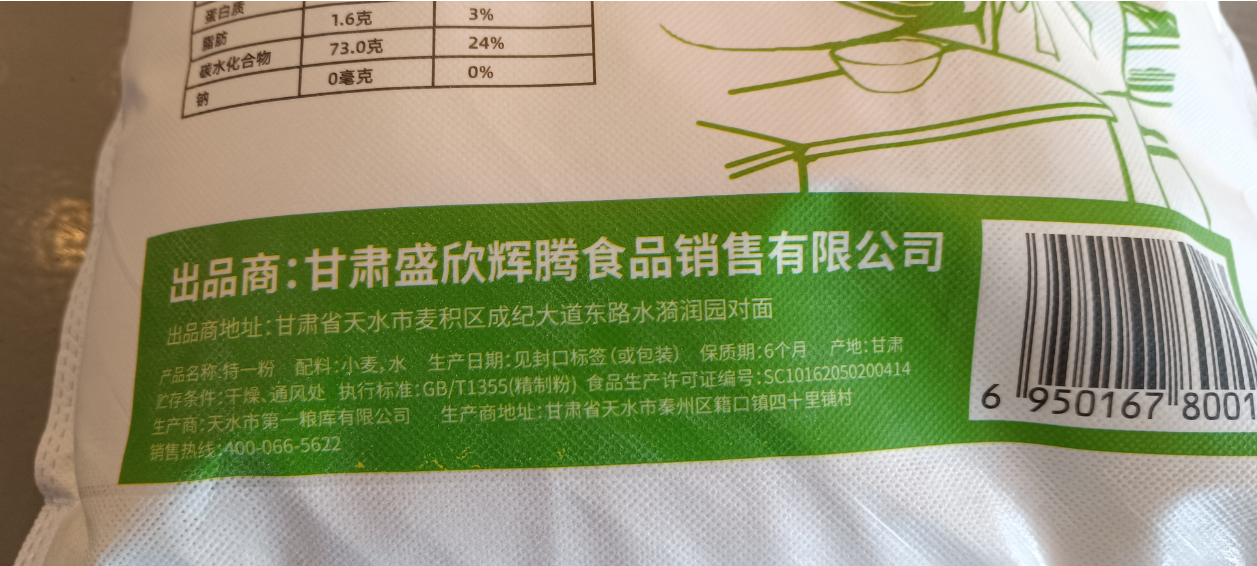 蛋白质
1.6克 3%
脂肪
73.0克 24%
碳水化合物
0毫克 0%
钠
出品商:甘肃盛欣辉腾食品销售有限公司
出品商地址:甘肃省天水市麦积区成纪大道东路水漪润园对面
产品名称:特一粉 配料:小麦,水 生产日期:见封口标签(或包装) 保质期:6个月 产地:甘肃
贮存条件:干燥、通风处 执行标准:GB/T1355(精制粉) 食品生产许可证编号:SC10162050200414
生产商:天水市第一粮库有限公司 生产商地址:甘肃省天水市秦州区籍口镇四十里铺村
销售热线:400-066-5622
6 950167 8001